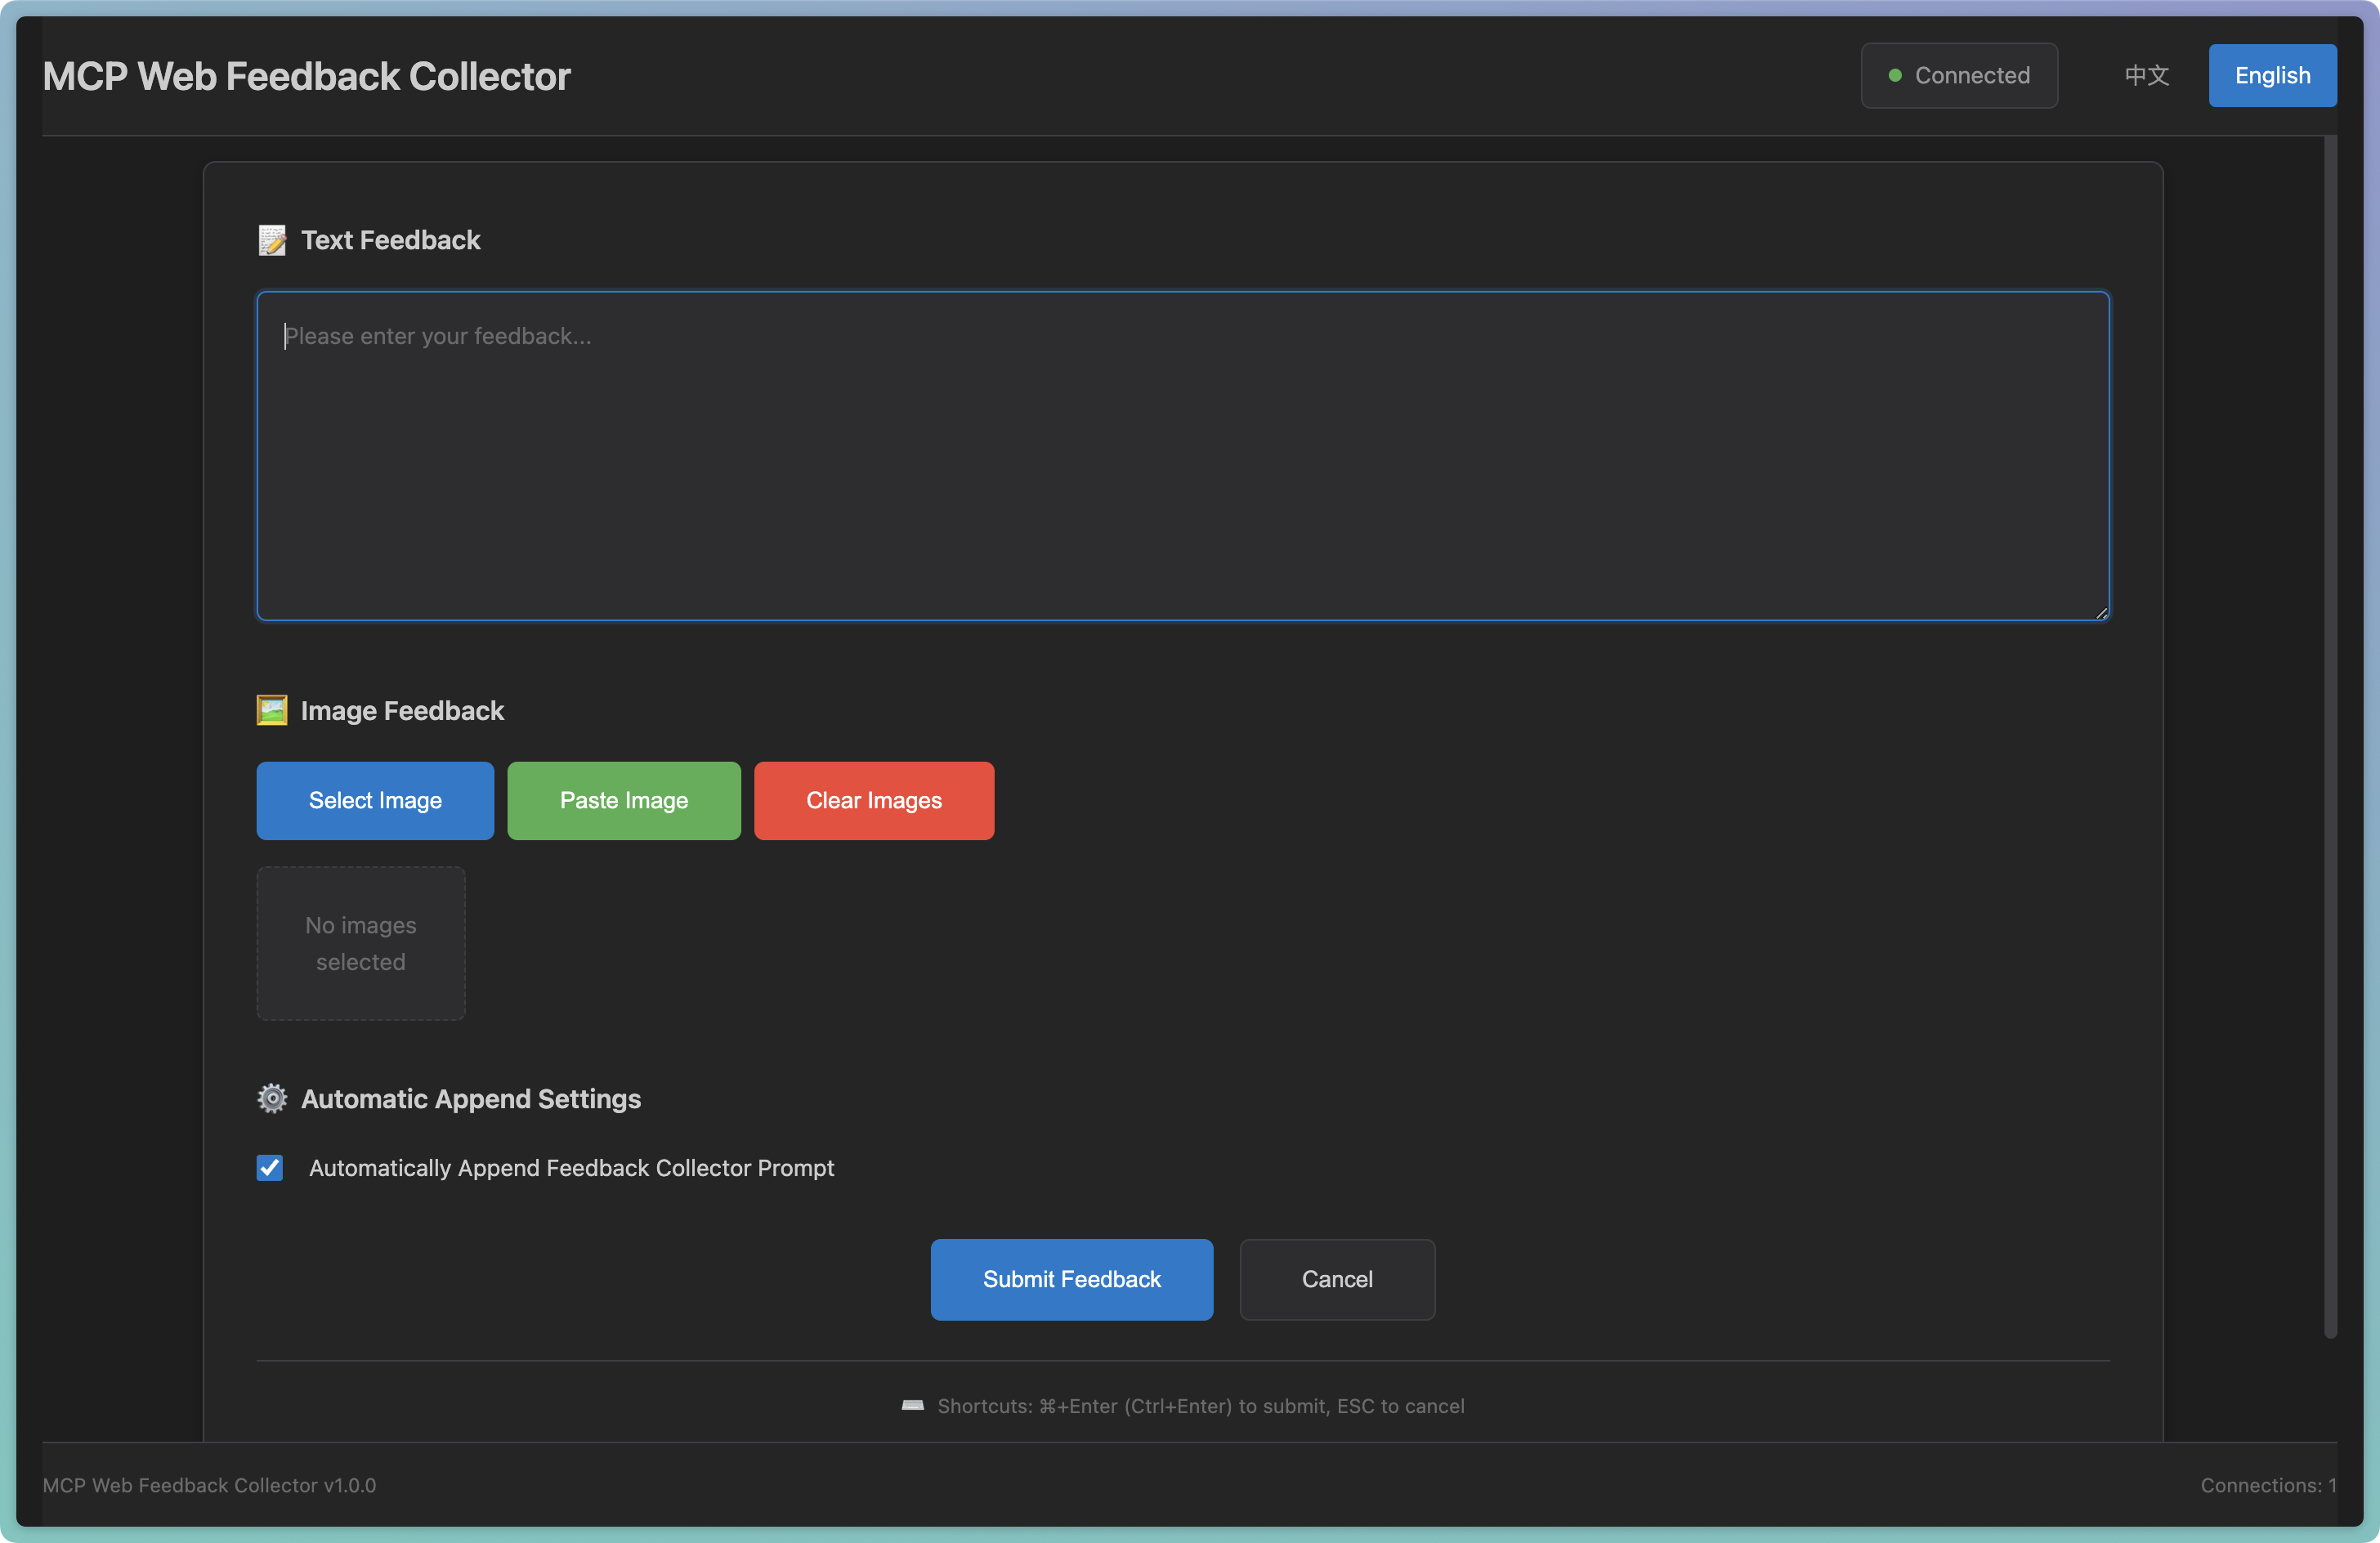 MCP Web Feedback Collector
Connected
中文
English
📝 Text Feedback
Please enter your feedback...
🖼️ Image Feedback
Select Image
Paste Image
Clear Images
No images
selected
⚙️ Automatic Append Settings
Automatically Append Feedback Collector Prompt
Submit Feedback
Cancel
⌨️ Shortcuts: ⌘+Enter (Ctrl+Enter) to submit, ESC to cancel
MCP Web Feedback Collector v1.0.0
Connections: 1